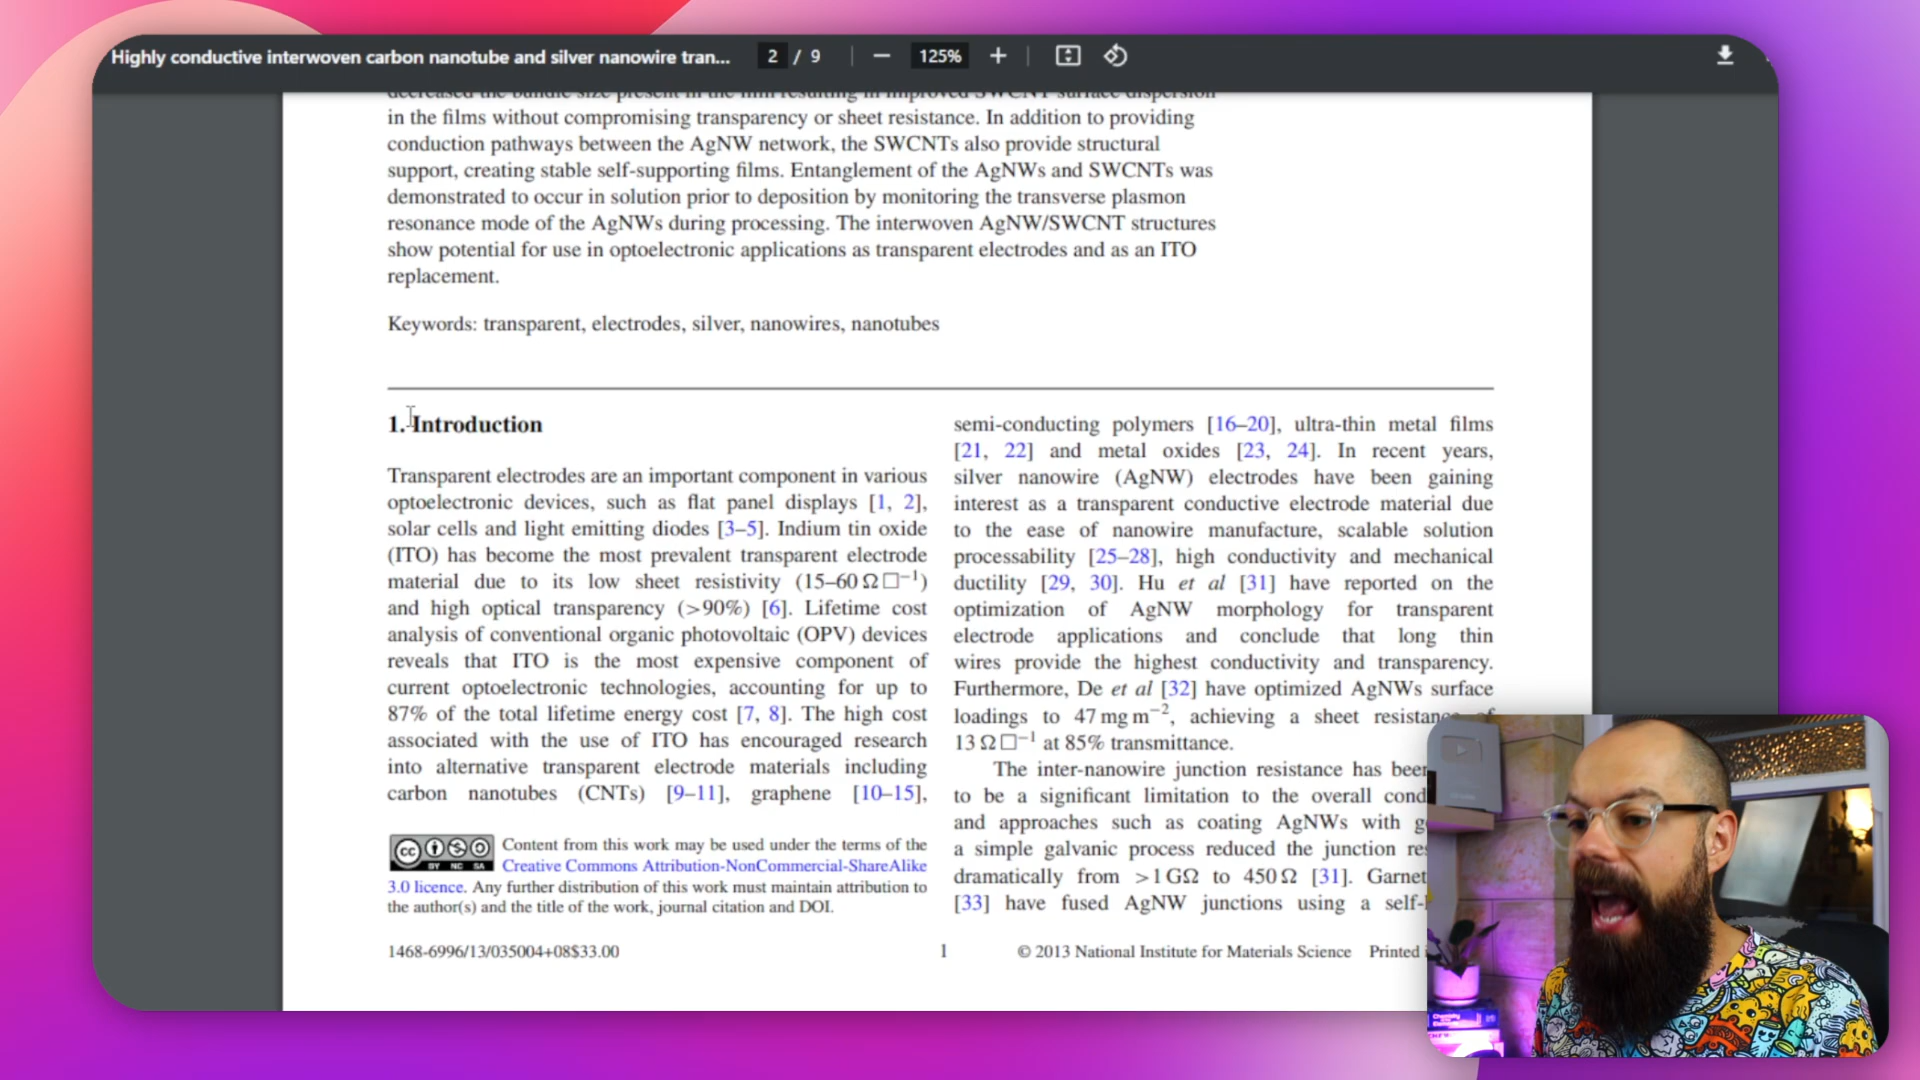 Highly conductive interwoven carbon nanotube and silver nanowire tran...
2 / 9
125%
in the films without compromising transparency or sheet resistance. In addition to providing
conduction pathways between the AgNW network, the SWCNTs also provide structural
support, creating stable self-supporting films. Entanglement of the AgNWs and SWCNTs was
demonstrated to occur in solution prior to deposition by monitoring the transverse plasmon
resonance mode of the AgNWs during processing. The interwoven AgNW/SWCNT structures
show potential for use in optoelectronic applications as transparent electrodes and as an ITO
replacement.
Keywords: transparent, electrodes, silver, nanowires, nanotubes
1. Introduction
Transparent electrodes are an important component in various
optoelectronic devices, such as flat panel displays [1, 2],
solar cells and light emitting diodes [3–5]. Indium tin oxide
(ITO) has become the most prevalent transparent electrode
material due to its low sheet resistivity (15–60 Ω □⁻¹)
and high optical transparency (>90%) [6]. Lifetime cost
analysis of conventional organic photovoltaic (OPV) devices
reveals that ITO is the most expensive component of
current optoelectronic technologies, accounting for up to
87% of the total lifetime energy cost [7, 8]. The high cost
associated with the use of ITO has encouraged research
into alternative transparent electrode materials including
carbon nanotubes (CNTs) [9–11], graphene [10–15],
cc BY NC SA
Content from this work may be used under the terms of the
Creative Commons Attribution-NonCommercial-ShareAlike
3.0 licence. Any further distribution of this work must maintain attribution to
the author(s) and the title of the work, journal citation and DOI.
semi-conducting polymers [16–20], ultra-thin metal films
[21, 22] and metal oxides [23, 24]. In recent years,
silver nanowire (AgNW) electrodes have been gaining
interest as a transparent conductive electrode material due
to the ease of nanowire manufacture, scalable solution
processability [25–28], high conductivity and mechanical
ductility [29, 30]. Hu et al [31] have reported on the
optimization of AgNW morphology for transparent
electrode applications and conclude that long thin
wires provide the highest conductivity and transparency.
Furthermore, De et al [32] have optimized AgNWs surface
loadings to 47 mg m⁻², achieving a sheet resistance of
13 Ω □⁻¹ at 85% transmittance.
The inter-nanowire junction resistance has been
to be a significant limitation to the overall cond
and approaches such as coating AgNWs with g
a simple galvanic process reduced the junction res
dramatically from >1 GΩ to 450 Ω [31]. Garnet
[33] have fused AgNW junctions using a self-l
1468-6996/13/035004+08$33.00
1
© 2013 National Institute for Materials Science Printed i